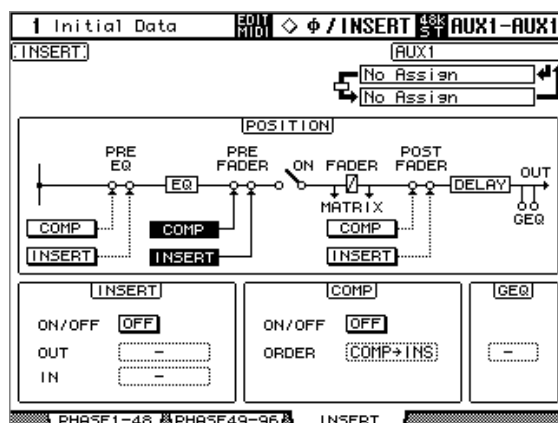 1 Initial Data EDIT MIDI ◇ φ/INSERT 48K ST AUX1-AUX1
INSERT
AUX1
No Assign
No Assign
POSITION
PRE EQ
PRE FADER
ON
FADER
POST FADER
OUT
EQ
DELAY
MATRIX
GEQ
COMP
COMP
COMP
INSERT
INSERT
INSERT
INSERT
COMP
GEQ
ON/OFF OFF
ON/OFF OFF
OUT -
ORDER COMP→INS
-
IN -
PHASE1-48
PHASE49-96
INSERT